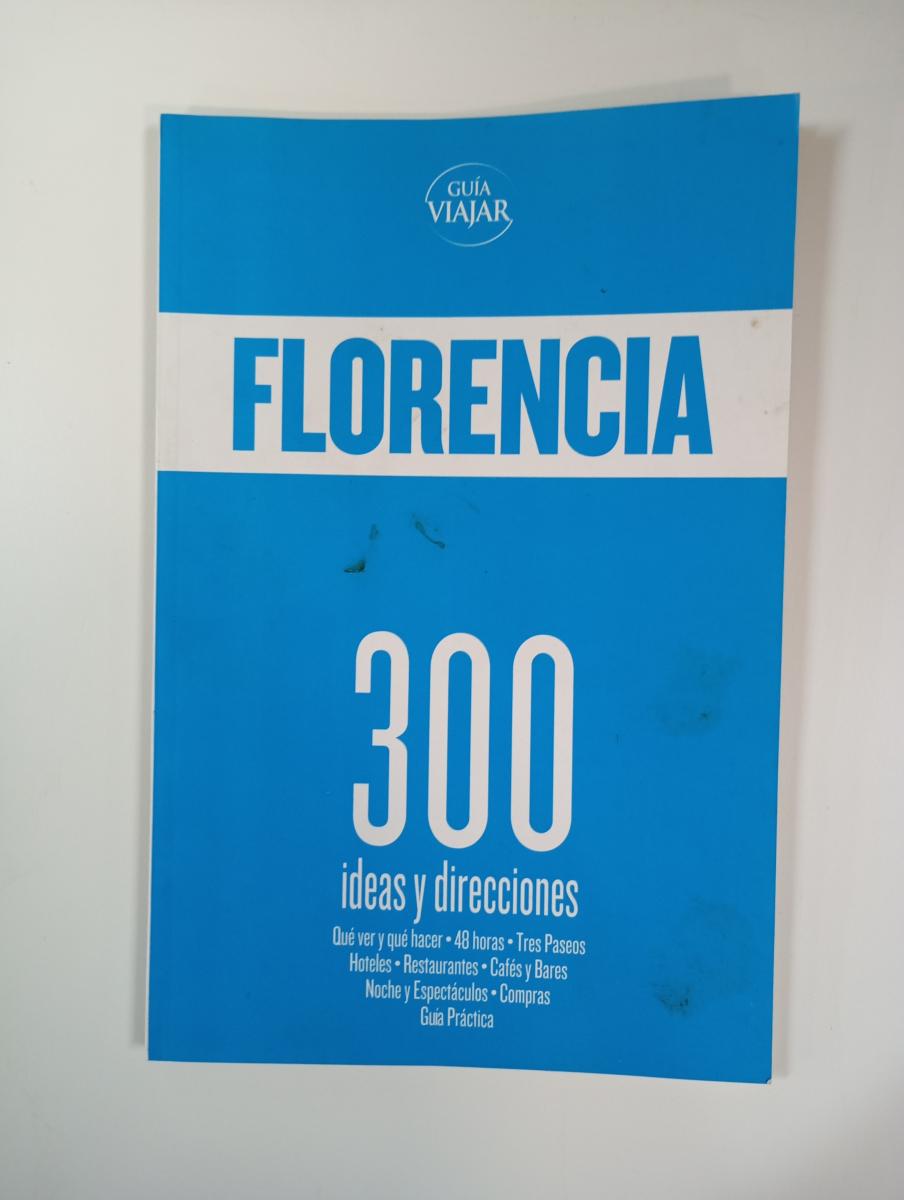 GUÍA
VIAJAR
FLORENCIA
300
ideas y direcciones
Qué ver y qué hacer • 48 horas • Tres Paseos
Hoteles • Restaurantes • Cafés y Bares
Noche y Espectáculos • Compras
Guía Práctica